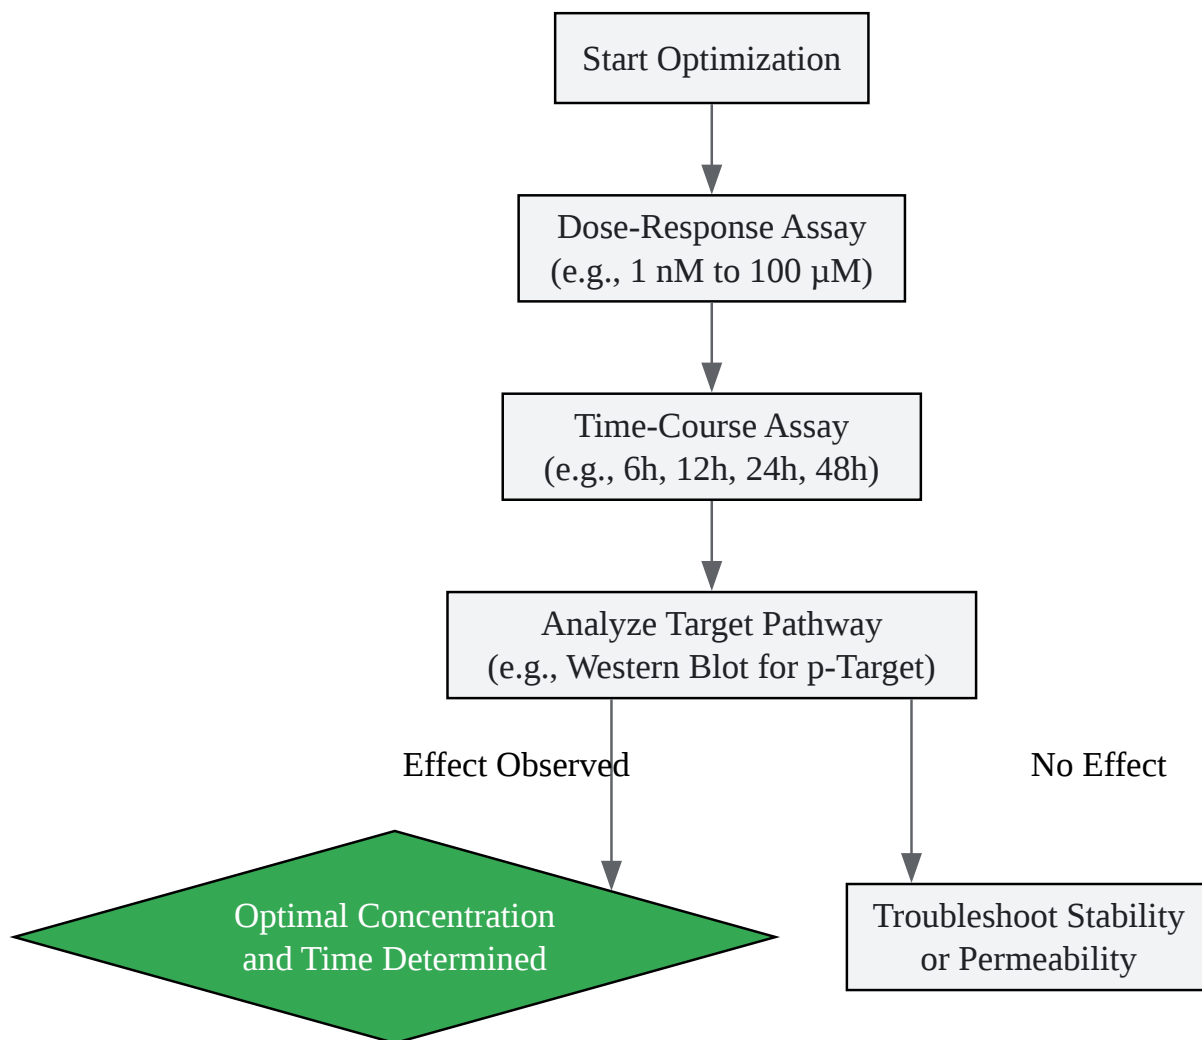 Start Optimization
Dose-Response Assay
(e.g., 1 nM to 100 µM)
Time-Course Assay
(e.g., 6h, 12h, 24h, 48h)
Analyze Target Pathway
(e.g., Western Blot for p-Target)
Effect Observed
No Effect
Optimal Concentration
and Time Determined
Troubleshoot Stability
or Permeability